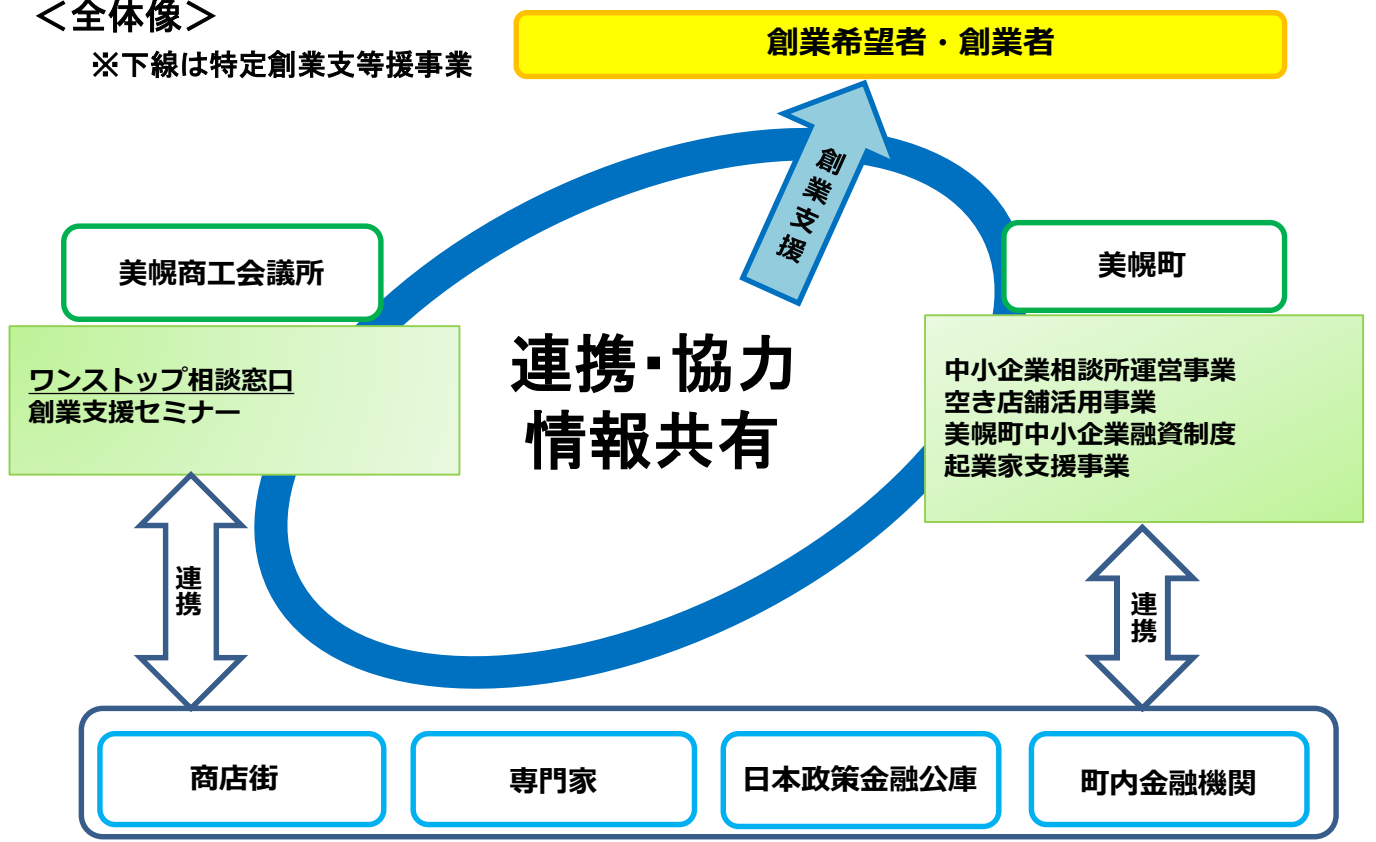 ＜全体像＞
※下線は特定創業支等援事業
創業希望者・創業者
創業支援
美幌商工会議所
ワンストップ相談窓口
創業支援セミナー
連携・協力
情報共有
美幌町
中小企業相談所運営事業
空き店舗活用事業
美幌町中小企業融資制度
起業家支援事業
連携
連携
商店街
専門家
日本政策金融公庫
町内金融機関